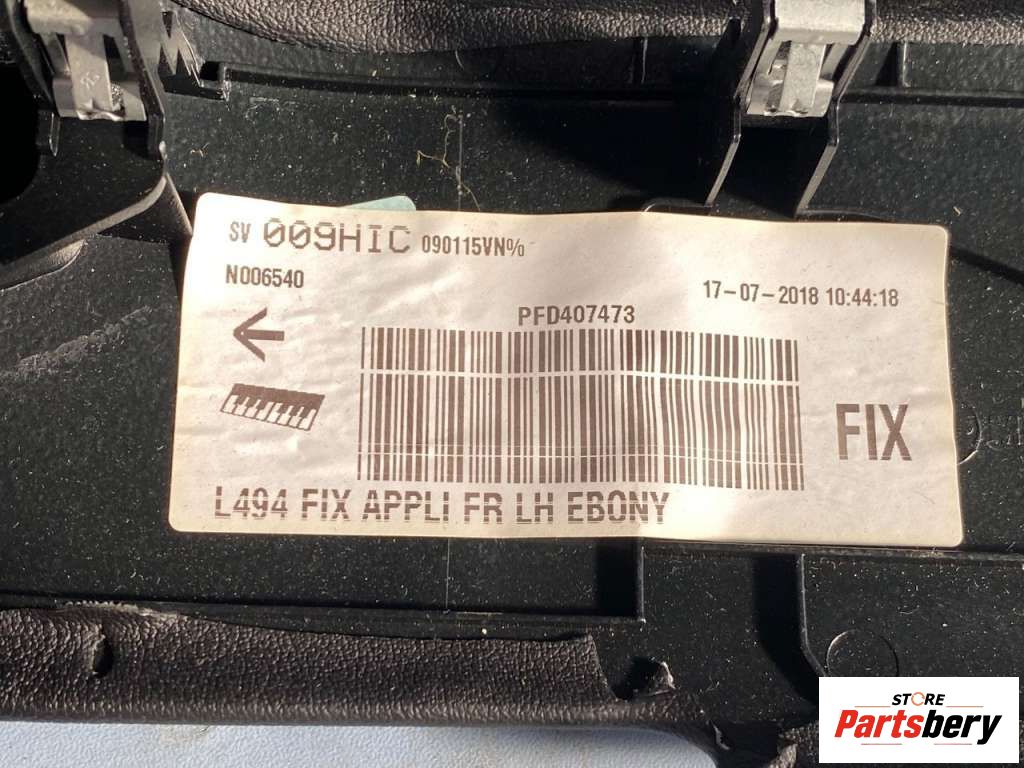 SV 009HIC 090115VN%
N006540
17-07-2018 10:44:18
PFD407473
FIX
L494 FIX APPLI FR LH EBONY
STORE
Partsbery